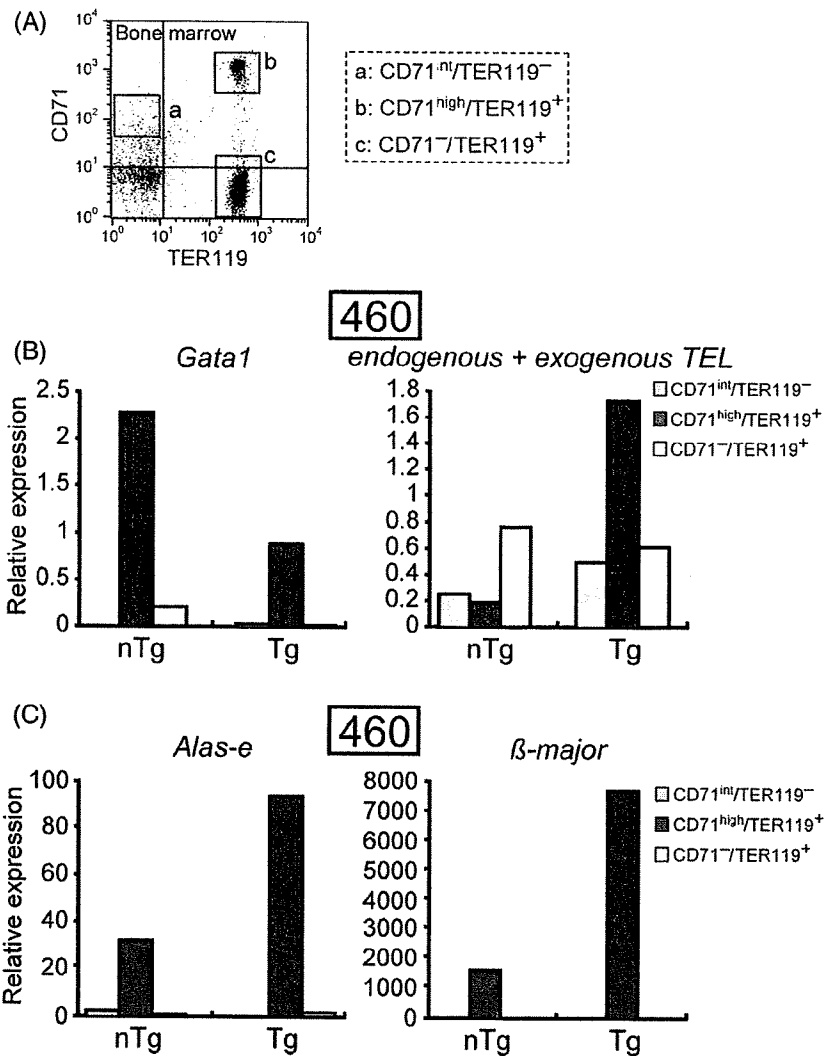 (A)
Bone marrow
CD71
10⁴
10³
10²
10¹
10⁰
a
b
c
10⁰ 10¹ 10² 10³ 10⁴
TER119
a: CD71int/TER119−
b: CD71high/TER119+
c: CD71−/TER119+
460
(B)
Gata1
endogenous + exogenous TEL
Relative expression
2.5
2
1.5
1
0.5
0
nTg Tg
1.8
1.6
1.4
1.2
1
0.8
0.6
0.4
0.2
0
nTg Tg
CD71int/TER119−
CD71high/TER119+
CD71−/TER119+
(C)
460
Alas-e
ß-major
Relative expression
100
80
60
40
20
0
nTg Tg
8000
7000
6000
5000
4000
3000
2000
1000
0
nTg Tg
CD71int/TER119−
CD71high/TER119+
CD71−/TER119+